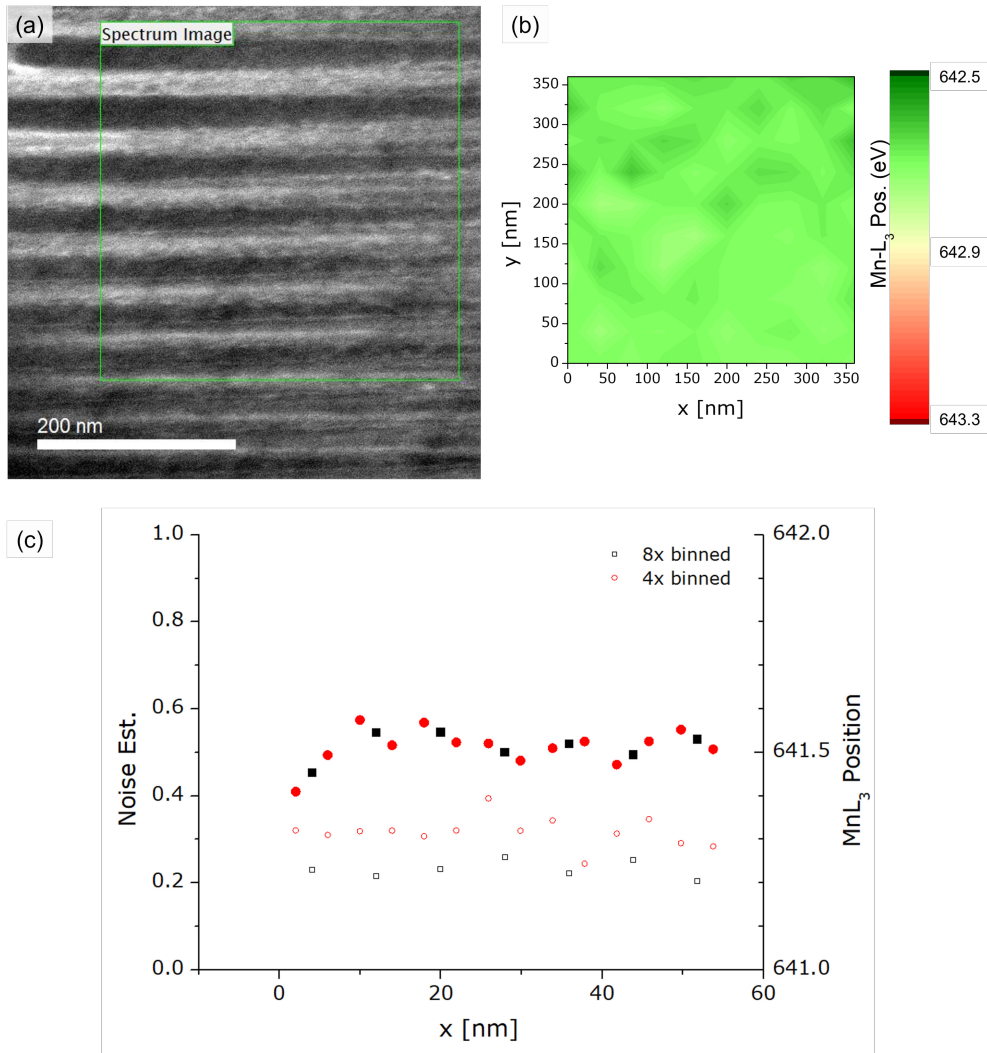 (a)
Spectrum Image
200 nm
(b)
350
300
250
200
150
100
50
0
y [nm]
0 50 100 150 200 250 300 350
x [nm]
Mn-L₃ Pos. (eV)
642.5
642.9
643.3
(c)
1.0
0.8
0.6
0.4
0.2
0.0
Noise Est.
8x binned
4x binned
642.0
641.5
641.0
MnL₃ Position
0 20 40 60
x [nm]